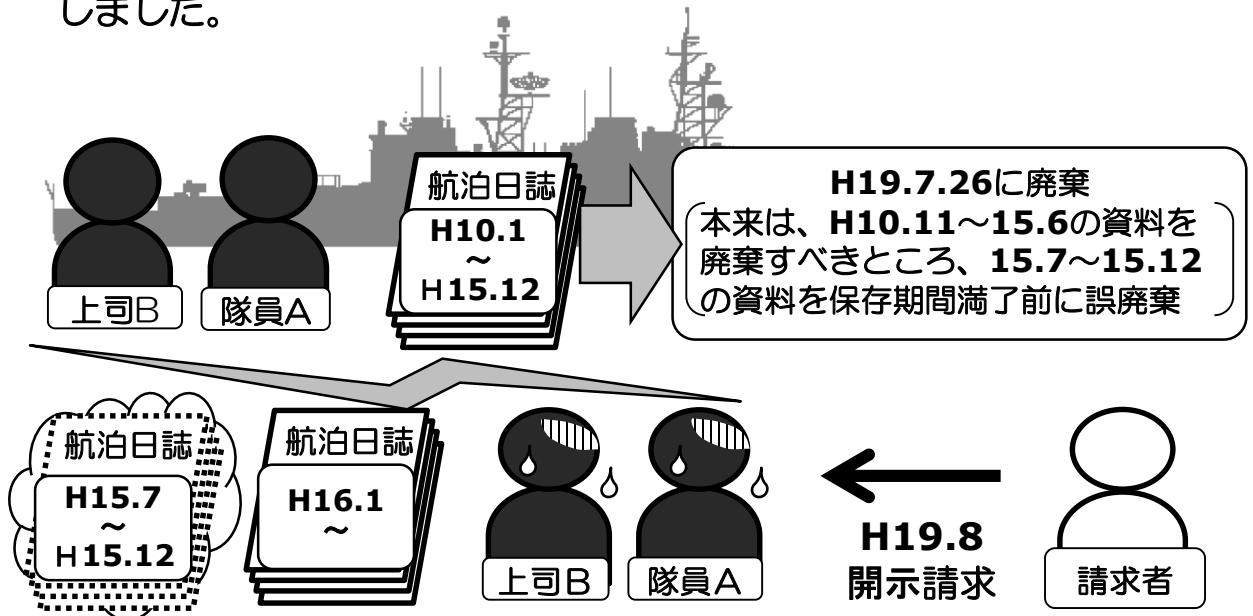 しました。
航泊日誌
H10.1
～
H15.12
上司B
隊員A
H19.7.26に廃棄
本来は、H10.11～15.6の資料を
廃棄すべきところ、15.7～15.12
の資料を保存期間満了前に誤廃棄
航泊日誌
H15.7
～
H15.12
航泊日誌
H16.1
～
上司B
隊員A
H19.8
開示請求
請求者